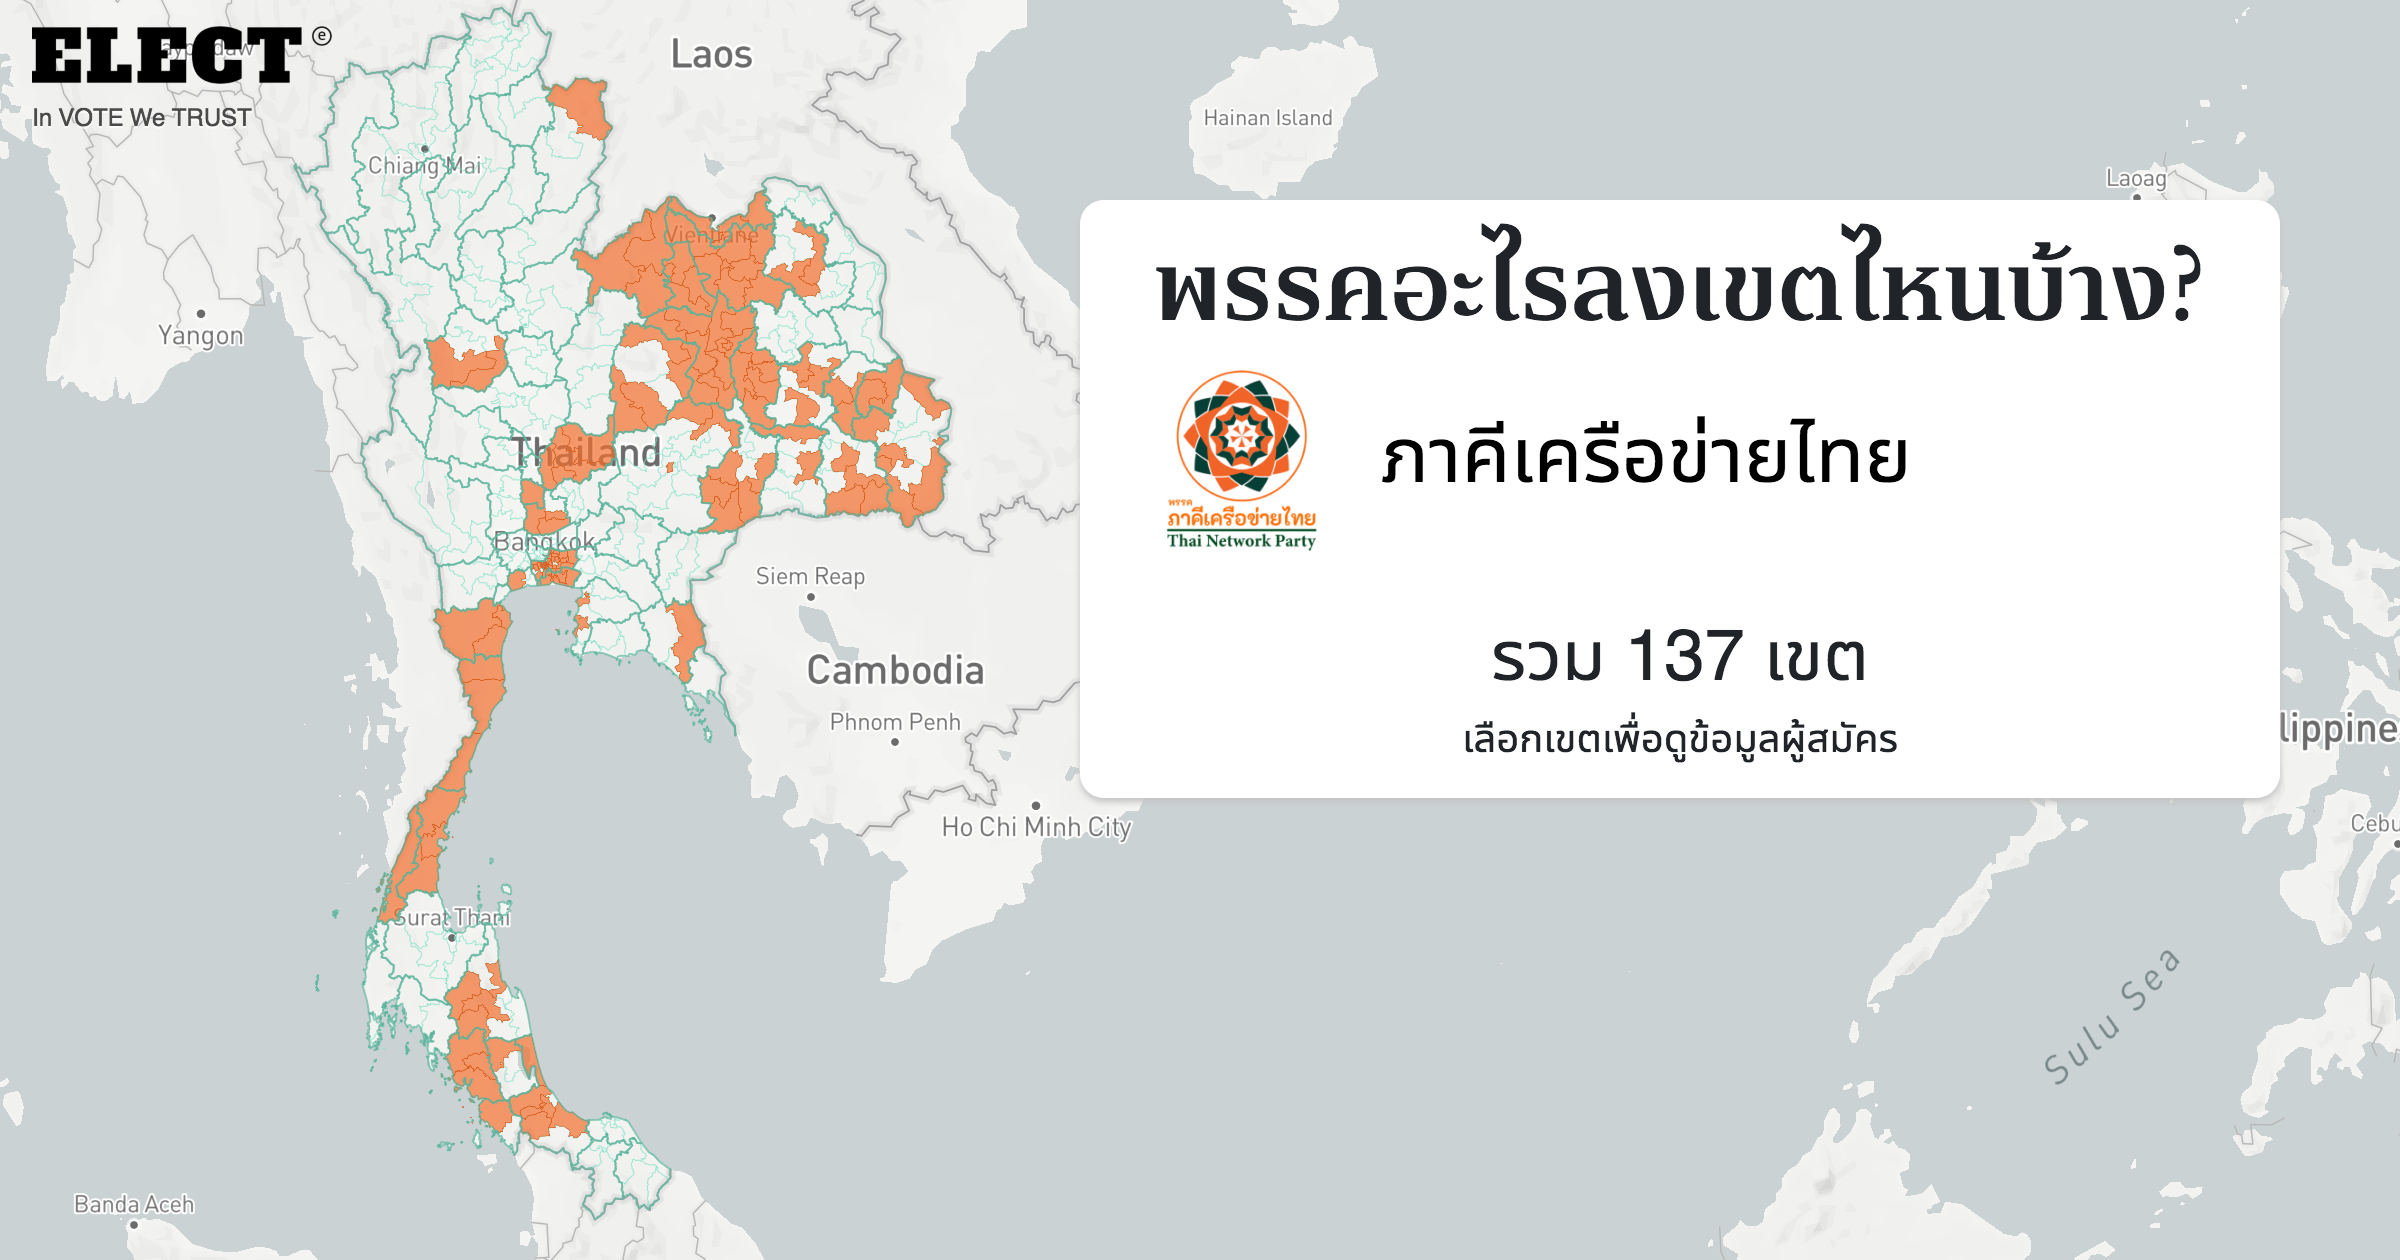 ELECT ⓔ
In VOTE We TRUST
Laos
Hainan Island
Chiang Mai
Laoag
Vientiane
Yangon
พรรคอะไรลงเขตไหนบ้าง?
ภาคีเครือข่ายไทย
พรรค
ภาคีเครือข่ายไทย
Thai Network Party
รวม 137 เขต
เลือกเขตเพื่อดูข้อมูลผู้สมัคร
Thailand
Bangkok
Siem Reap
Cambodia
Phnom Penh
lippine
Ho Chi Minh City
Cebu
Surat Thani
Sulu Sea
Banda Aceh